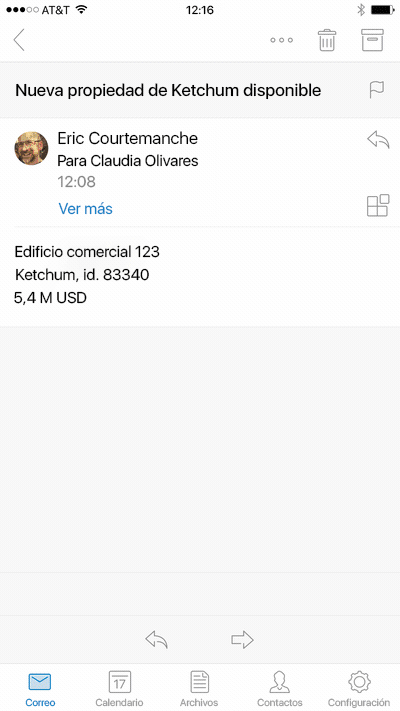 AT&T 12:16
Nueva propiedad de Ketchum disponible
Eric Courtemanche
Para Claudia Olivares
12:08
Ver más
Edificio comercial 123
Ketchum, id. 83340
5,4 M USD
17
Correo Calendario Archivos Contactos Configuración